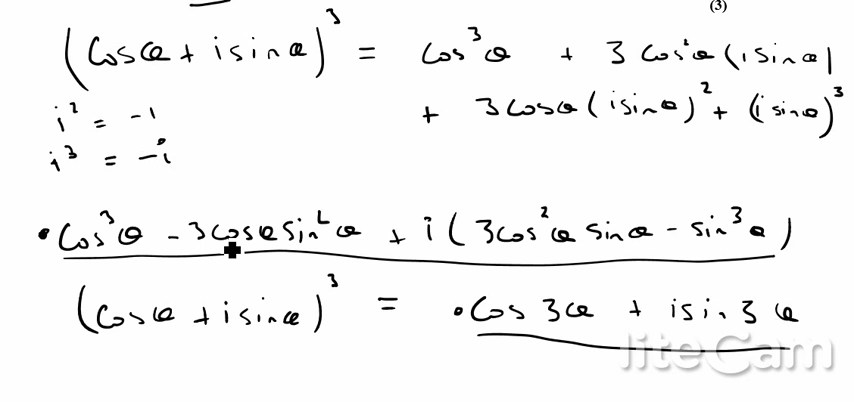 (3)
(cosθ + isinθ)³ = cos³θ + 3cos²θ(isinθ)
+ 3cosθ(isinθ)² + (isinθ)³
i² = -1
i³ = -i
• cos³θ - 3cosθsin²θ + i(3cos²θsinθ - sin³θ)
(cosθ + isinθ)³ = • cos3θ + isin3θ
liteCam